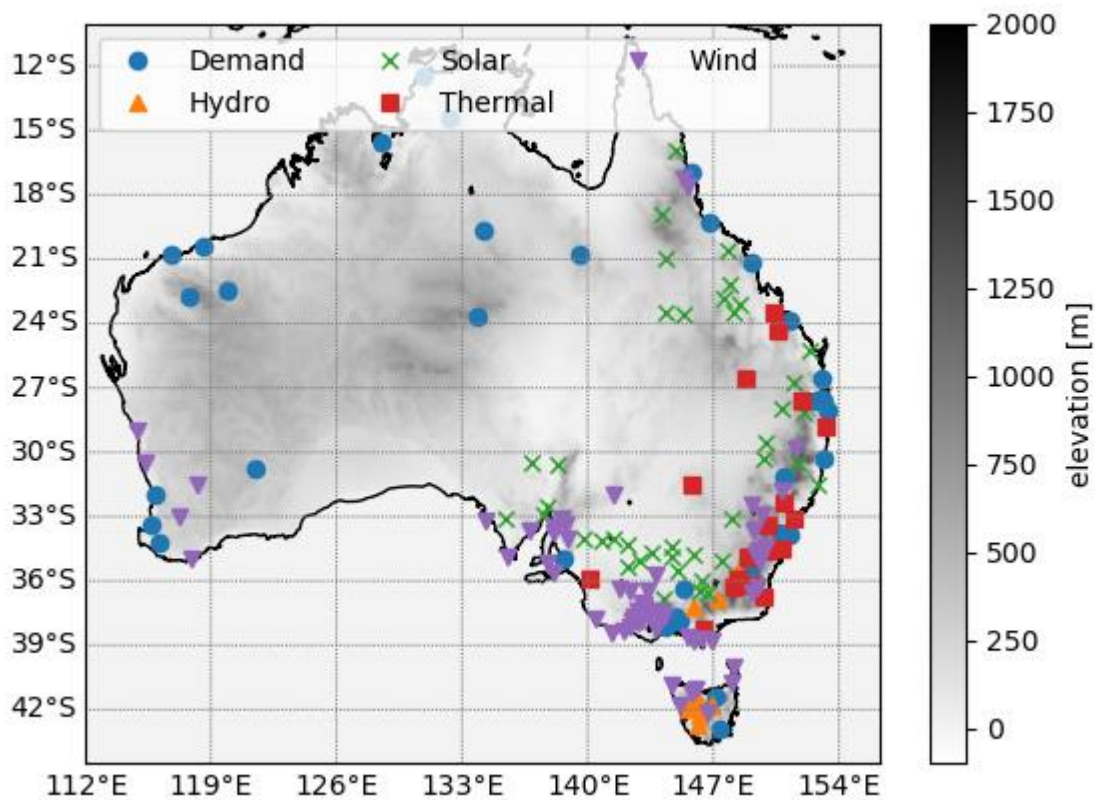 Demand Solar Wind
Hydro Thermal
12°S
15°S
18°S
21°S
24°S
27°S
30°S
33°S
36°S
39°S
42°S
112°E 119°E 126°E 133°E 140°E 147°E 154°E
2000
1750
1500
1250
1000
750
500
250
0
elevation [m]